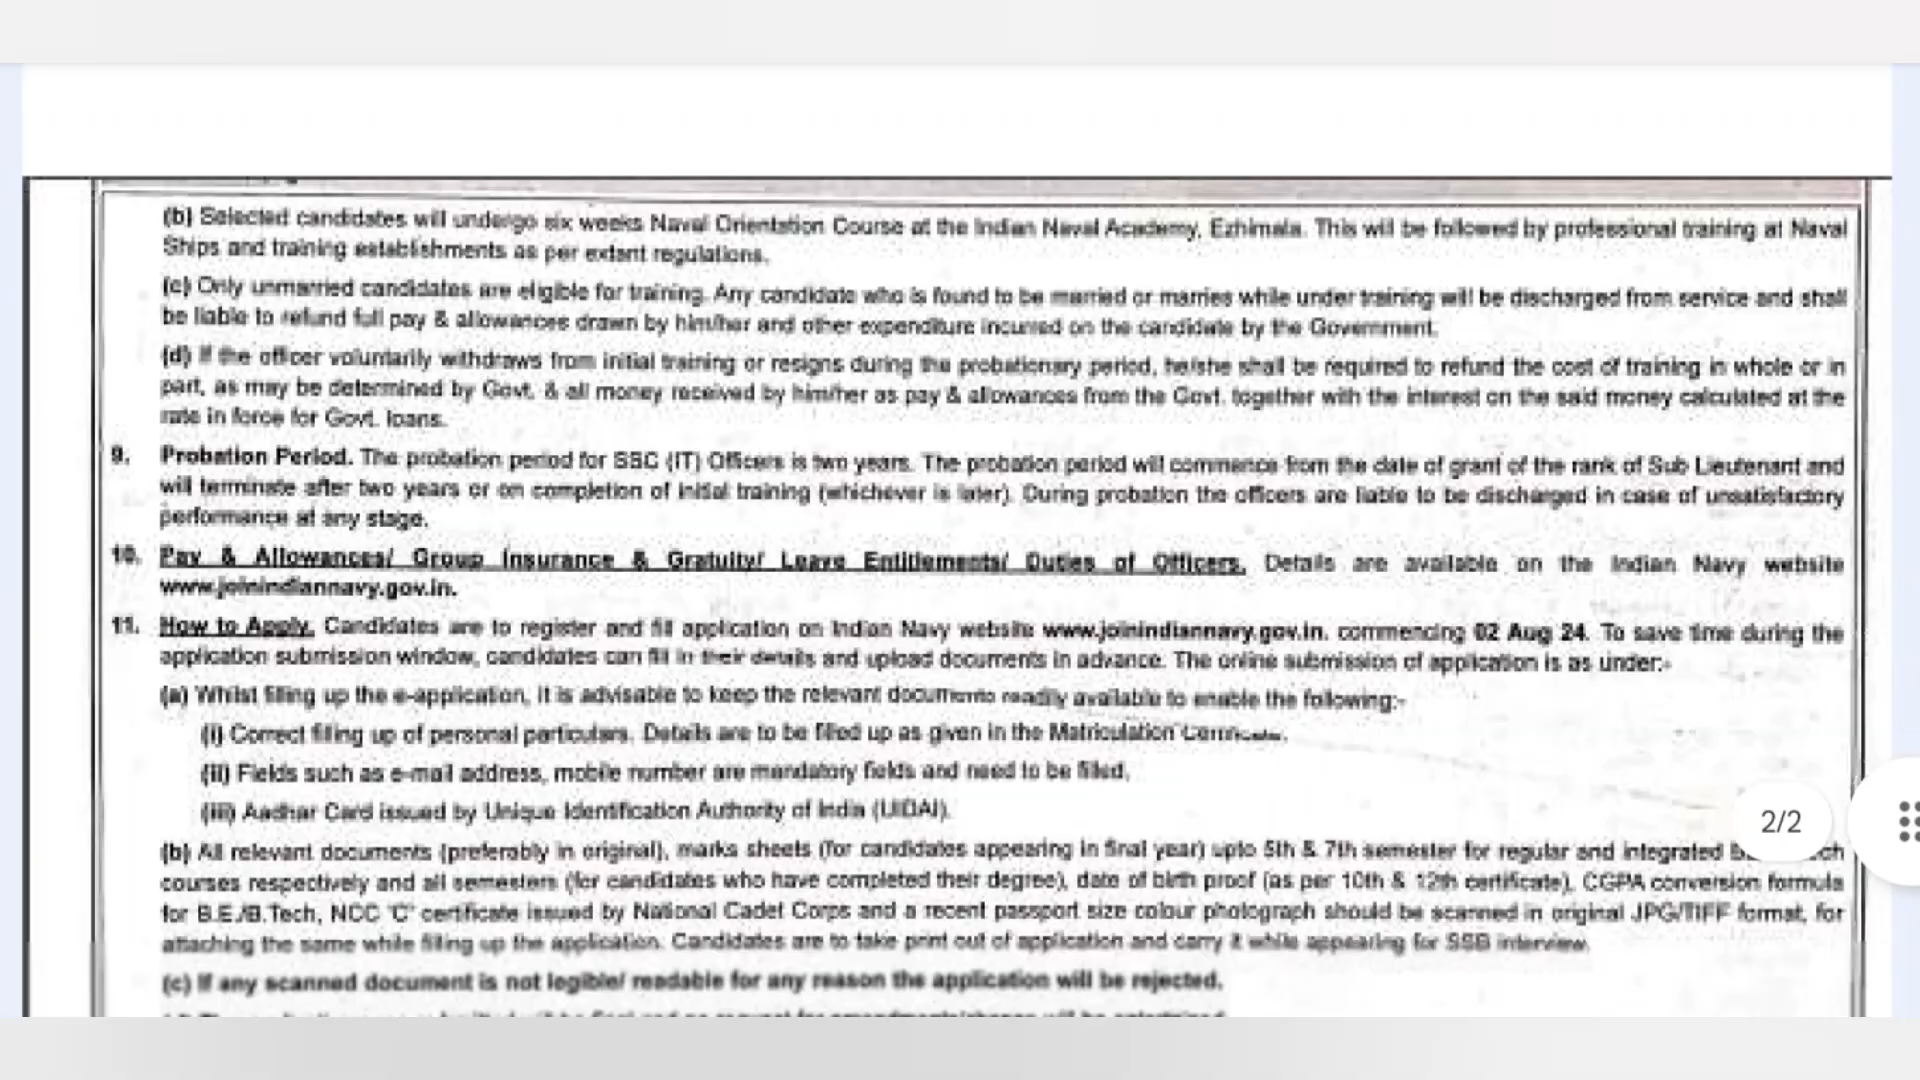 (b) Selected candidates will undergo six weeks Naval Orientation Course at the Indian Naval Academy, Ezhimala. This will be followed by professional training at Naval
Ships and training establishments as per extant regulations.
(c) Only unmarried candidates are eligible for training. Any candidate who is found to be married or marries while under training will be discharged from service and shall
be liable to refund full pay & allowances drawn by him/her and other expenditure incurred on the candidate by the Government.
(d) If the officer voluntarily withdraws from initial training or resigns during the probationary period, he/she shall be required to refund the cost of training in whole or in
part, as may be determined by Govt. & all money received by him/her as pay & allowances from the Govt. together with the interest on the said money calculated at the
rate in force for Govt. loans.
9. Probation Period. The probation period for SSC (IT) Officers is two years. The probation period will commence from the date of grant of the rank of Sub Lieutenant and
will terminate after two years or on completion of initial training (whichever is later). During probation the officers are liable to be discharged in case of unsatisfactory
performance at any stage.
10. Pay & Allowances/ Group Insurance & Gratuity/ Leave Entitlements/ Duties of Officers. Details are available on the Indian Navy website
www.joinindiannavy.gov.in.
11. How to Apply. Candidates are to register and fill application on Indian Navy website www.joinindiannavy.gov.in. commencing 02 Aug 24. To save time during the
application submission window, candidates can fill in their details and upload documents in advance. The online submission of application is as under:-
(a) Whilst filling up the e-application, it is advisable to keep the relevant documents readily available to enable the following:-
(i) Correct filling up of personal particulars. Details are to be filled up as given in the Matriculation Certificate.
(ii) Fields such as e-mail address, mobile number are mandatory fields and need to be filled.
(iii) Aadhar Card issued by Unique Identification Authority of India (UIDAI).
2/2
(b) All relevant documents (preferably in original), marks sheets (for candidates appearing in final year) upto 5th & 7th semester for regular and integrated
courses respectively and all semesters (for candidates who have completed their degree), date of birth proof (as per 10th & 12th certificate), CGPA conversion formula
for B.E./B.Tech, NCC 'C' certificate issued by National Cadet Corps and a recent passport size colour photograph should be scanned in original JPG/TIFF format, for
attaching the same while filling up the application. Candidates are to take print out of application and carry it while appearing for SSB interview.
(c) If any scanned document is not legible/ readable for any reason the application will be rejected.